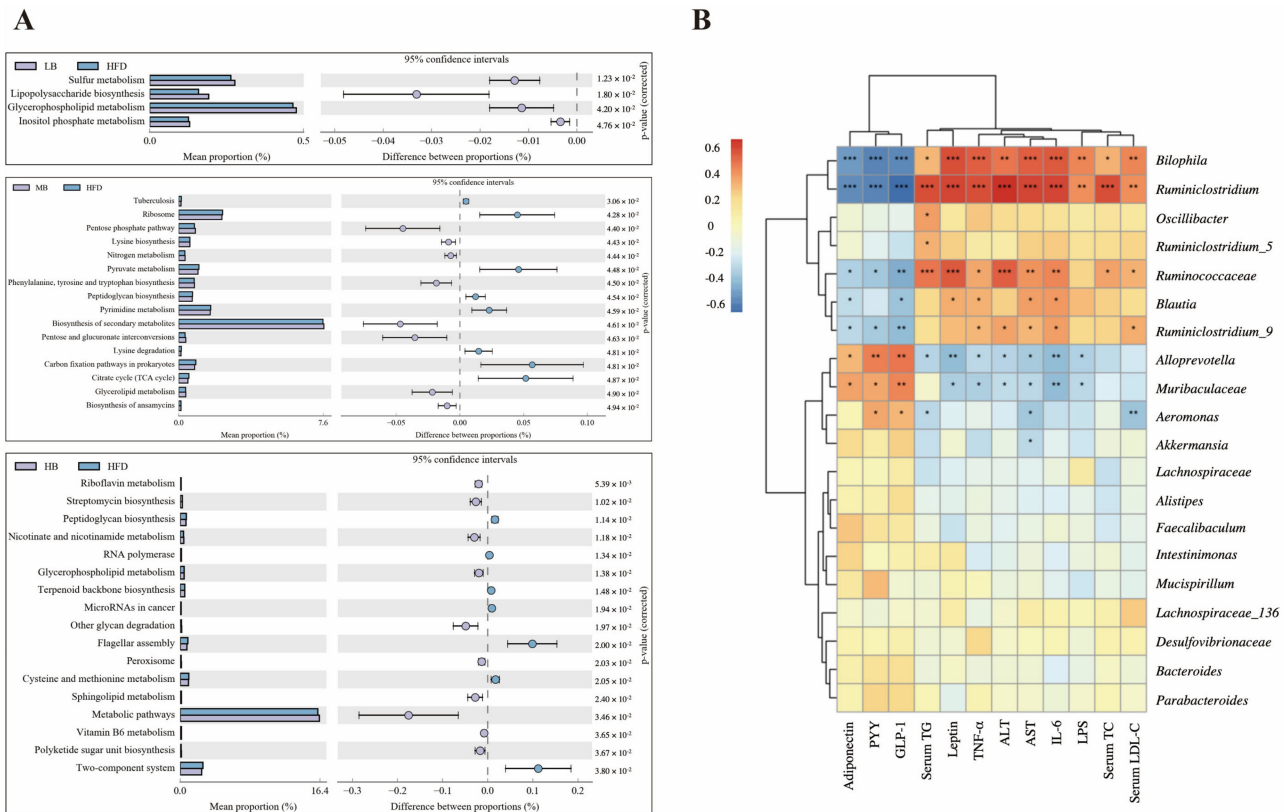 A
LB HFD
95% confidence intervals
Sulfur metabolism 1.23 × 10⁻²
Lipopolysaccharide biosynthesis 1.80 × 10⁻²
Glycerophospholipid metabolism 4.20 × 10⁻²
Inositol phosphate metabolism 4.76 × 10⁻²
p-value (corrected)
0.0 0.5 −0.05 −0.04 −0.03 −0.02 −0.01 0.00
Mean proportion (%) Difference between proportions (%)
MB HFD
95% confidence intervals
Tuberculosis 3.06 × 10⁻²
Ribosome 4.28 × 10⁻²
Pentose phosphate pathway 4.40 × 10⁻²
Lysine biosynthesis 4.43 × 10⁻²
Nitrogen metabolism 4.44 × 10⁻²
Pyruvate metabolism 4.48 × 10⁻²
Phenylalanine, tyrosine and tryptophan biosynthesis 4.50 × 10⁻²
Peptidoglycan biosynthesis 4.54 × 10⁻²
Pyrimidine metabolism 4.59 × 10⁻²
Biosynthesis of secondary metabolites 4.61 × 10⁻²
Pentose and glucuronate interconversions 4.63 × 10⁻²
Lysine degradation 4.81 × 10⁻²
Carbon fixation pathways in prokaryotes 4.81 × 10⁻²
Citrate cycle (TCA cycle) 4.87 × 10⁻²
Glycerolipid metabolism 4.90 × 10⁻²
Biosynthesis of ansamycins 4.94 × 10⁻²
p-value (corrected)
0.0 7.6 −0.05 0.00 0.05 0.10
Mean proportion (%) Difference between proportions (%)
HB HFD
95% confidence intervals
Riboflavin metabolism 5.39 × 10⁻³
Streptomycin biosynthesis 1.02 × 10⁻²
Peptidoglycan biosynthesis 1.14 × 10⁻²
Nicotinate and nicotinamide metabolism 1.18 × 10⁻²
RNA polymerase 1.34 × 10⁻²
Glycerophospholipid metabolism 1.38 × 10⁻²
Terpenoid backbone biosynthesis 1.48 × 10⁻²
MicroRNAs in cancer 1.94 × 10⁻²
Other glycan degradation 1.97 × 10⁻²
Flagellar assembly 2.00 × 10⁻²
Peroxisome 2.03 × 10⁻²
Cysteine and methionine metabolism 2.05 × 10⁻²
Sphingolipid metabolism 2.40 × 10⁻²
Metabolic pathways 3.46 × 10⁻²
Vitamin B6 metabolism 3.65 × 10⁻²
Polyketide sugar unit biosynthesis 3.67 × 10⁻²
Two-component system 3.80 × 10⁻²
p-value (corrected)
0.0 16.4 −0.3 −0.2 −0.1 0.0 0.1 0.2
Mean proportion (%) Difference between proportions (%)
B
0.6
0.4
0.2
0
-0.2
-0.4
-0.6
*** *** *** * *** *** ** *** *** ** * ** Bilophila
*** *** *** *** *** *** *** *** *** ** *** ** Ruminiclostridium
* Oscillibacter
* Ruminiclostridium_5
* * ** *** *** * *** ** ** * * Ruminococcaceae
* * * * * * Blautia
* * ** * * * * * Ruminiclostridium_9
* ** ** * ** * * * ** * Alloprevotella
* * ** * * * * ** * Muribaculaceae
* * * * ** Aeromonas
* Akkermansia
Lachnospiraceae
Alistipes
Faecalibaculum
Intestinimonas
Mucispirillum
Lachnospiraceae_136
Desulfovibrionaceae
Bacteroides
Parabacteroides
Adiponectin
PYY
GLP-1
Serum TG
Leptin
TNF-α
ALT
AST
IL-6
LPS
Serum TC
Serum LDL-C